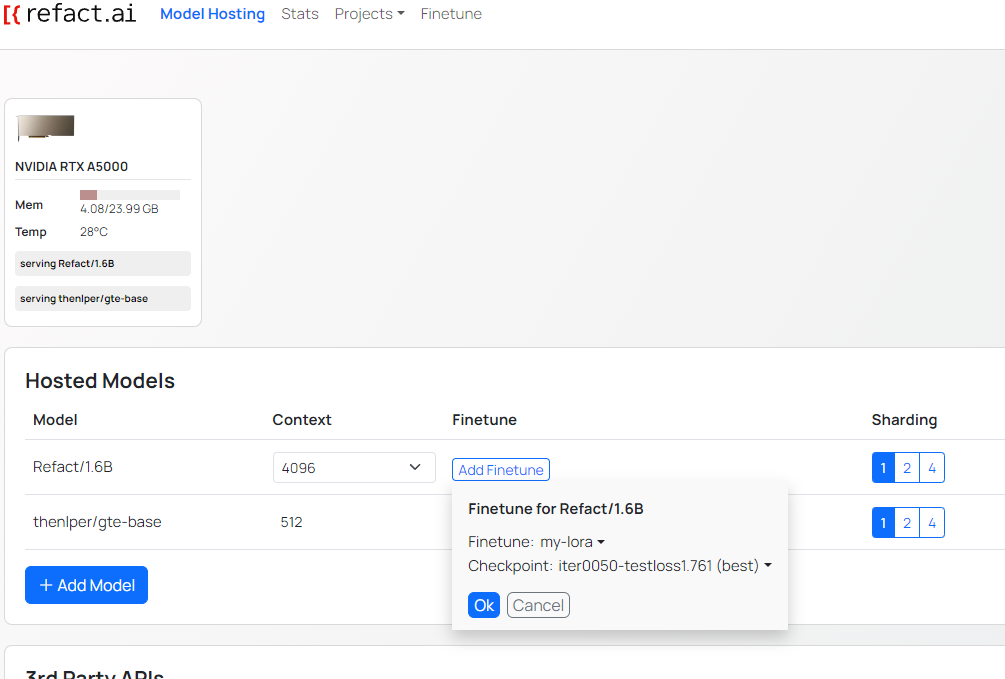 refact.ai Model Hosting Stats Projects Finetune
NVIDIA RTX A5000
Mem
4.08/23.99 GB
Temp 28°C
serving Refact/1.6B
serving thenlper/gte-base
Hosted Models
Model Context Finetune Sharding
Refact/1.6B 4096 Add Finetune 1 2 4
thenlper/gte-base 512 1 2 4
Finetune for Refact/1.6B
Finetune: my-lora
Checkpoint: iter0050-testloss1.761 (best)
Ok Cancel
+ Add Model
3rd Party APIs